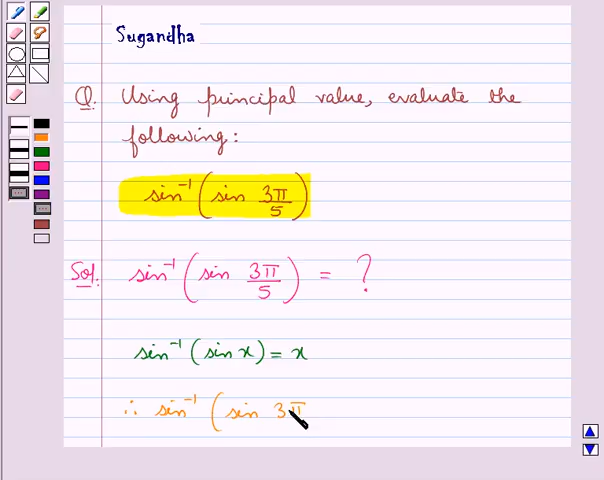 Sugandha
Q. Using principal value, evaluate the
following:
sin⁻¹ (sin 3π/5)
Sol. sin⁻¹ (sin 3π/5) = ?
sin⁻¹ (sin x) = x
∴ sin⁻¹ (sin 3π